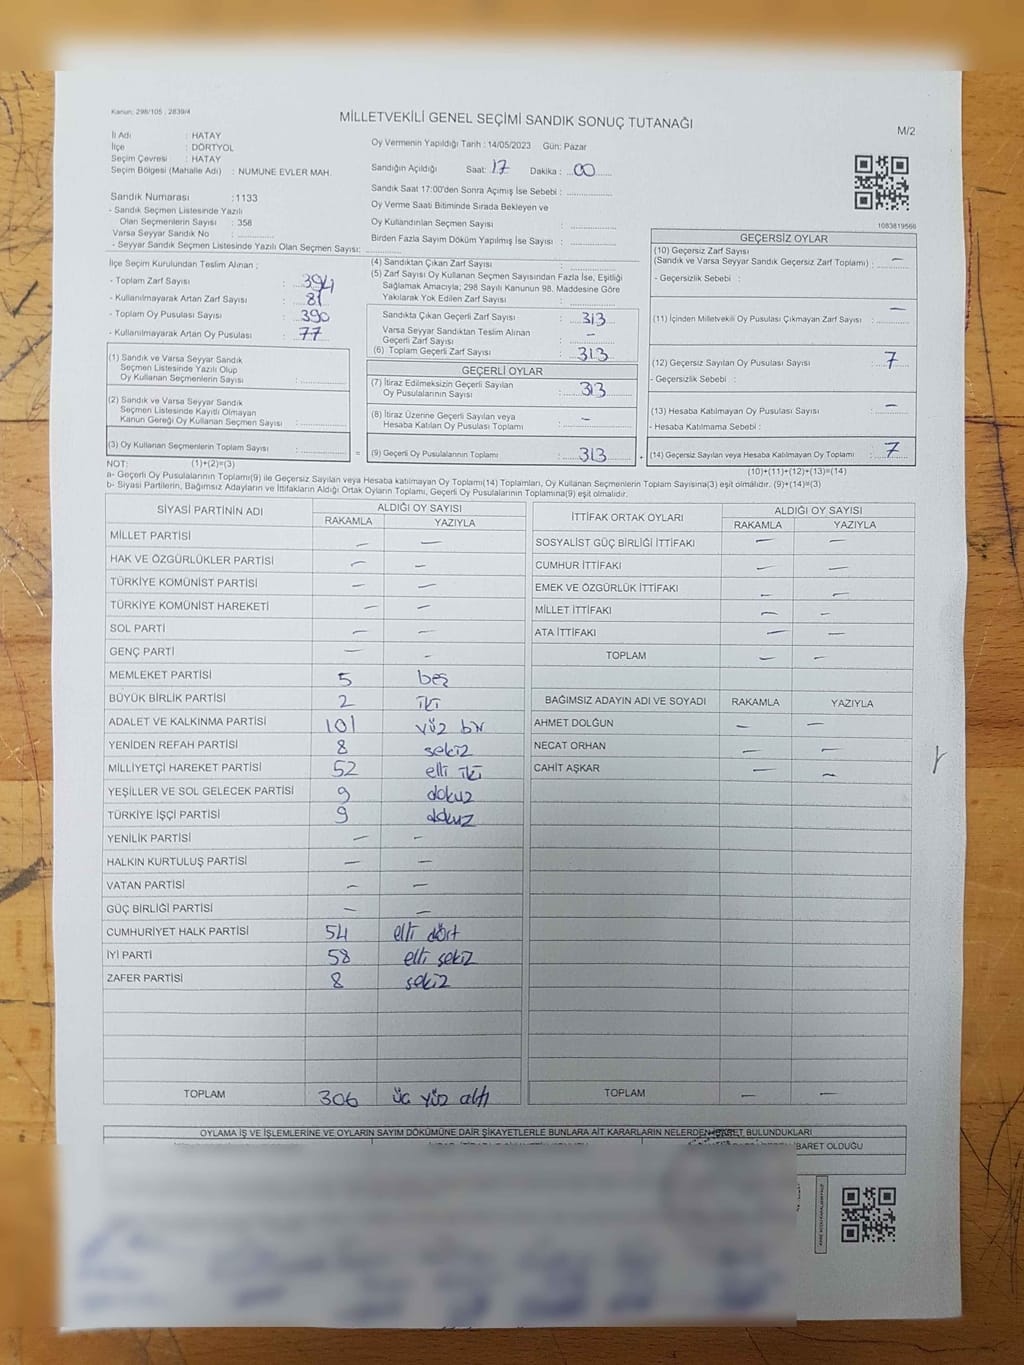 Kanun: 298/105 , 2839/4
MİLLETVEKİLİ GENEL SEÇİMİ SANDIK SONUÇ TUTANAĞI
M/2
İl Adı : HATAY
İlçe : DÖRTYOL
Seçim Çevresi : HATAY
Seçim Bölgesi (Mahalle Adı) : NUMUNE EVLER MAH.
Oy Vermenin Yapıldığı Tarih : 14/05/2023 Gün: Pazar
Sandığın Açıldığı Saat: 17 Dakika : 00
Sandık Saat 17:00'den Sonra Açımış İse Sebebi :
Oy Verme Saati Bitiminde Sırada Bekleyen ve
Oy Kullandırılan Seçmen Sayısı :
Birden Fazla Sayım Döküm Yapılmış İse Sayısı :
Sandık Numarası :1133
- Sandık Seçmen Listesinde Yazılı
Olan Seçmenlerin Sayısı : 358
Varsa Seyyar Sandık No :
- Seyyar Sandık Seçmen Listesinde Yazılı Olan Seçmen Sayısı:
1083819566
İlçe Seçim Kurulundan Teslim Alınan :
- Toplam Zarf Sayısı : 394
- Kullanılmayarak Artan Zarf Sayısı : 81
- Toplam Oy Pusulası Sayısı : 390
- Kullanılmayarak Artan Oy Pusulası : 77
(1) Sandık ve Varsa Seyyar Sandık
Seçmen Listesinde Yazılı Olup
Oy Kullanan Seçmenlerin Sayısı :
(2) Sandık ve Varsa Seyyar Sandık
Seçmen Listesinde Kayıtlı Olmayan
Kanun Gereği Oy Kullanan Seçmen Sayısı :
(3) Oy Kullanan Seçmenlerin Toplam Sayısı : =
(4) Sandıktan Çıkan Zarf Sayısı :
(5) Zarf Sayısı Oy Kullanan Seçmen Sayısından Fazla İse, Eşitliği
Sağlamak Amacıyla; 298 Sayılı Kanunun 98. Maddesine Göre
Yakılarak Yok Edilen Zarf Sayısı :
Sandıkta Çıkan Geçerli Zarf Sayısı : 313
Varsa Seyyar Sandıktan Teslim Alınan
Geçerli Zarf Sayısı : –
(6) Toplam Geçerli Zarf Sayısı : 313
GEÇERLİ OYLAR
(7) İtiraz Edilmeksizin Geçerli Sayılan
Oy Pusulalarının Sayısı : 313
(8) İtiraz Üzerine Geçerli Sayılan veya
Hesaba Katılan Oy Pusulası Toplamı : –
(9) Geçerli Oy Pusulalarının Toplamı : 313 +
GEÇERSİZ OYLAR
(10) Geçersiz Zarf Sayısı
(Sandık ve Varsa Seyyar Sandık Geçersiz Zarf Toplamı) : –
- Geçersizlik Sebebi :
(11) İçinden Milletvekili Oy Pusulası Çıkmayan Zarf Sayısı : –
(12) Geçersiz Sayılan Oy Pusulası Sayısı : 7
- Geçersizlik Sebebi :
(13) Hesaba Katılmayan Oy Pusulası Sayısı : –
- Hesaba Katılmama Sebebi :
(14) Geçersiz Sayılan veya Hesaba Katılmayan Oy Toplamı : 7
NOT: (1)+(2)=(3)
(10)+(11)+(12)+(13)=(14)
a- Geçerli Oy Pusulalarının Toplamı(9) ile Geçersiz Sayılan veya Hesaba katılmayan Oy Toplamı(14) Toplamları, Oy Kullanan Seçmenlerin Toplam Sayısına(3) eşit olmalıdır. (9)+(14)=(3)
b- Siyasi Partilerin, Bağımsız Adayların ve İttifakların Aldığı Ortak Oyların Toplamı, Geçerli Oy Pusulalarının Toplamına(9) eşit olmalıdır.
SİYASİ PARTİNİN ADI ALDIĞI OY SAYISI
RAKAMLA YAZIYLA
MİLLET PARTİSİ – –
HAK VE ÖZGÜRLÜKLER PARTİSİ – –
TÜRKİYE KOMÜNİST PARTİSİ – –
TÜRKİYE KOMÜNİST HAREKETİ – –
SOL PARTİ – –
GENÇ PARTİ – –
MEMLEKET PARTİSİ 5 beş
BÜYÜK BİRLİK PARTİSİ 2 iki
ADALET VE KALKINMA PARTİSİ 101 yüz bir
YENİDEN REFAH PARTİSİ 8 sekiz
MİLLİYETÇİ HAREKET PARTİSİ 52 elli iki
YEŞİLLER VE SOL GELECEK PARTİSİ 9 dokuz
TÜRKİYE İŞÇİ PARTİSİ 9 dokuz
YENİLİK PARTİSİ – –
HALKIN KURTULUŞ PARTİSİ – –
VATAN PARTİSİ – –
GÜÇ BİRLİĞİ PARTİSİ – –
CUMHURİYET HALK PARTİSİ 54 elli dört
İYİ PARTİ 58 elli sekiz
ZAFER PARTİSİ 8 sekiz
TOPLAM 306 üç yüz altı
İTTİFAK ORTAK OYLARI ALDIĞI OY SAYISI
RAKAMLA YAZIYLA
SOSYALİST GÜÇ BİRLİĞİ İTTİFAKI – –
CUMHUR İTTİFAKI – –
EMEK VE ÖZGÜRLÜK İTTİFAKI – –
MİLLET İTTİFAKI – –
ATA İTTİFAKI – –
TOPLAM – –
BAĞIMSIZ ADAYIN ADI VE SOYADI RAKAMLA YAZIYLA
AHMET DOLĞUN – –
NECAT ORHAN – –
CAHİT AŞKAR – –
TOPLAM – –
OYLAMA İŞ VE İŞLEMLERİNE VE OYLARIN SAYIM DÖKÜMÜNE DAİR ŞİKAYETLERLE BUNLARA AİT KARARLARIN NELERDEN İBARET BULUNDUKLARI
İBARET OLDUĞU